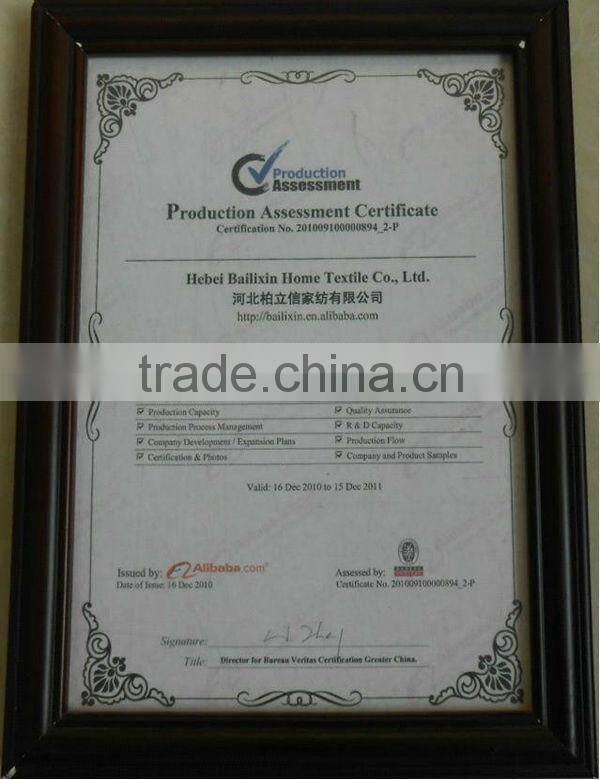 Production
Assessment
Production Assessment Certificate
Certification No. 201009100000894_2-P
Hebei Bailixin Home Textile Co., Ltd.
河北柏立信家纺有限公司
http://bailixin.en.alibaba.com
trade.china.cn
Production Capacity
Quality Assurance
Production Process Management
R & D Capacity
Company Development / Expansion Plans
Production Flow
Certification & Photos
Company and Product Samples
Valid: 16 Dec 2010 to 15 Dec 2011
Issued by: Alibaba.com®
Date of Issue: 16 Dec 2010
Assessed by:
Certificate No. 201009100000894_2-P
Signature:
Title: Director for Bureau Veritas Certification Greater China.